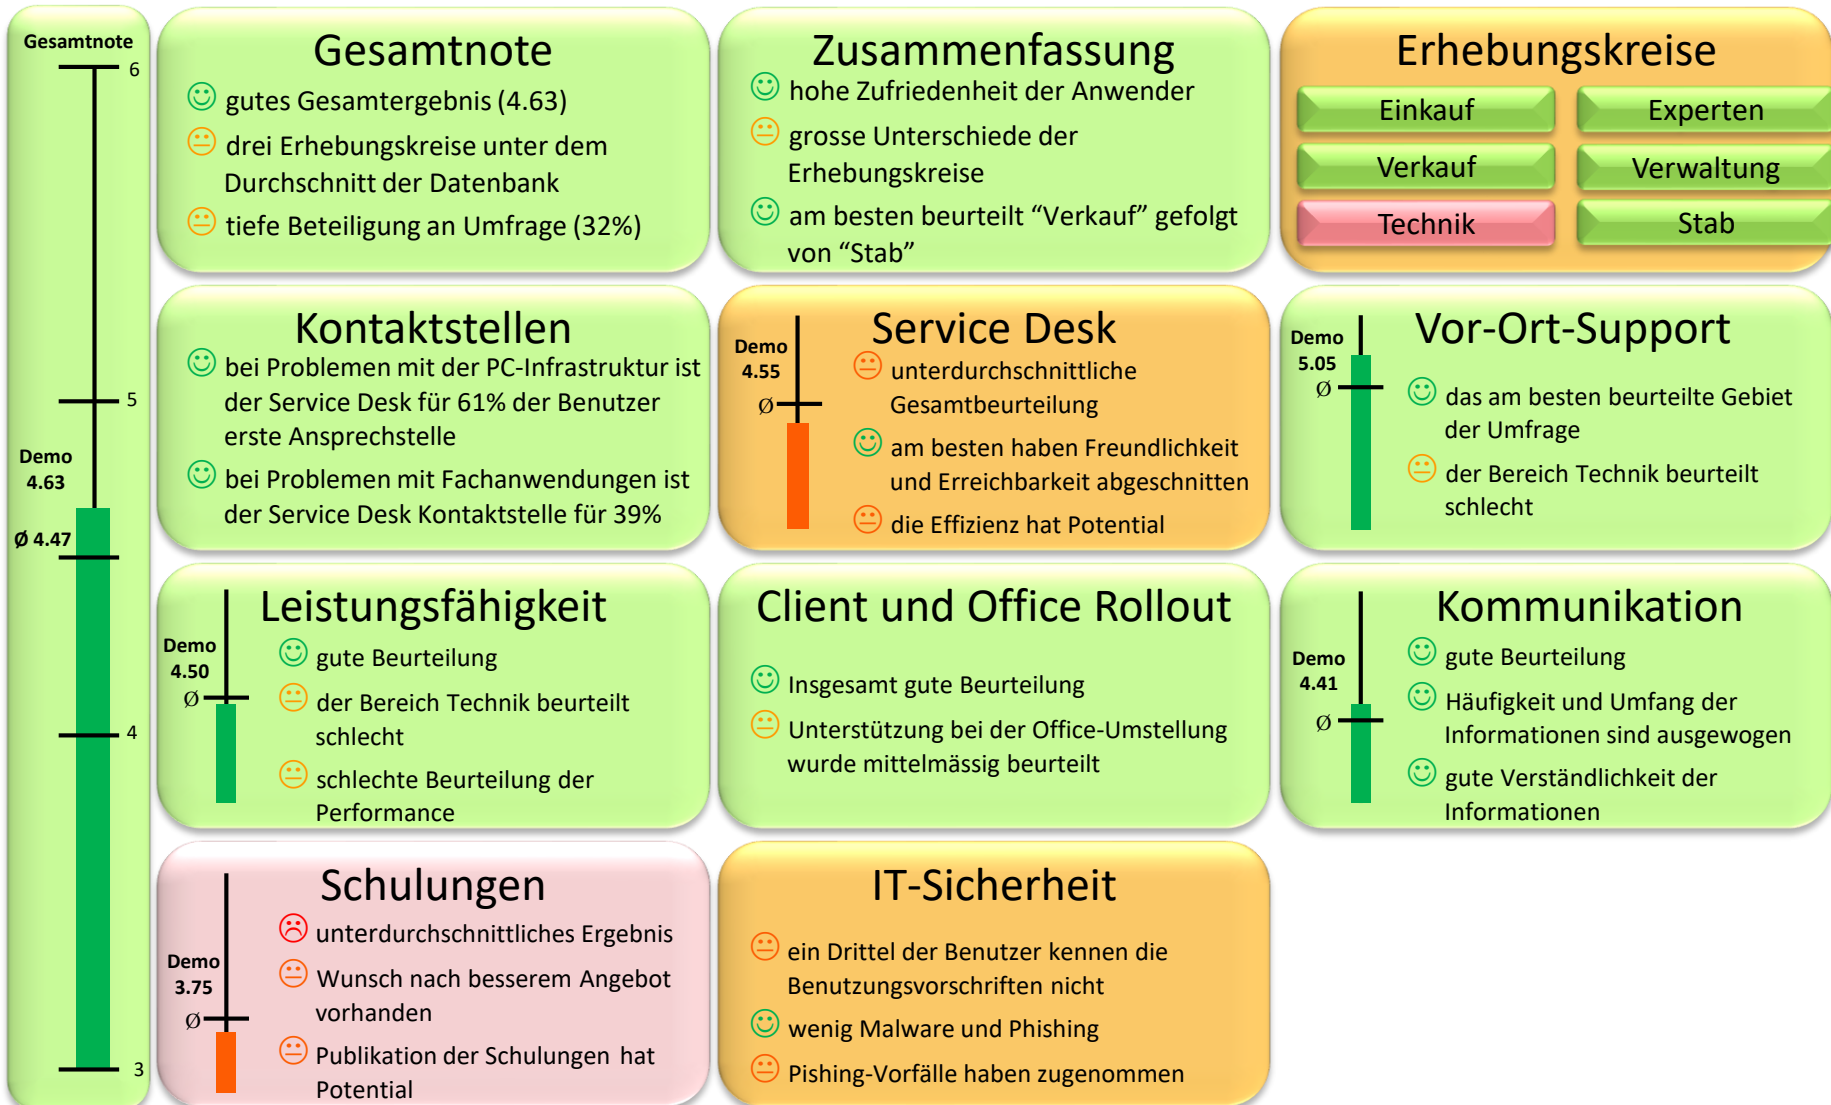 Gesamtnote
6
5
Demo
4.63
Ø 4.47
4
3
Gesamtnote
gutes Gesamtergebnis (4.63)
drei Erhebungskreise unter dem
Durchschnitt der Datenbank
tiefe Beteiligung an Umfrage (32%)
Zusammenfassung
hohe Zufriedenheit der Anwender
grosse Unterschiede der
Erhebungskreise
am besten beurteilt “Verkauf” gefolgt
von “Stab”
Erhebungskreise
Einkauf
Experten
Verkauf
Verwaltung
Technik
Stab
Kontaktstellen
bei Problemen mit der PC-Infrastruktur ist
der Service Desk für 61% der Benutzer
erste Ansprechstelle
bei Problemen mit Fachanwendungen ist
der Service Desk Kontaktstelle für 39%
Service Desk
Demo
4.55
Ø
unterdurchschnittliche
Gesamtbeurteilung
am besten haben Freundlichkeit
und Erreichbarkeit abgeschnitten
die Effizienz hat Potential
Vor-Ort-Support
Demo
5.05
Ø
das am besten beurteilte Gebiet
der Umfrage
der Bereich Technik beurteilt
schlecht
Leistungsfähigkeit
Demo
4.50
Ø
gute Beurteilung
der Bereich Technik beurteilt
schlecht
schlechte Beurteilung der
Performance
Client und Office Rollout
Insgesamt gute Beurteilung
Unterstützung bei der Office-Umstellung
wurde mittelmässig beurteilt
Kommunikation
Demo
4.41
Ø
gute Beurteilung
Häufigkeit und Umfang der
Informationen sind ausgewogen
gute Verständlichkeit der
Informationen
Schulungen
Demo
3.75
Ø
unterdurchschnittliches Ergebnis
Wunsch nach besserem Angebot
vorhanden
Publikation der Schulungen hat
Potential
IT-Sicherheit
ein Drittel der Benutzer kennen die
Benutzungsvorschriften nicht
wenig Malware und Phishing
Pishing-Vorfälle haben zugenommen